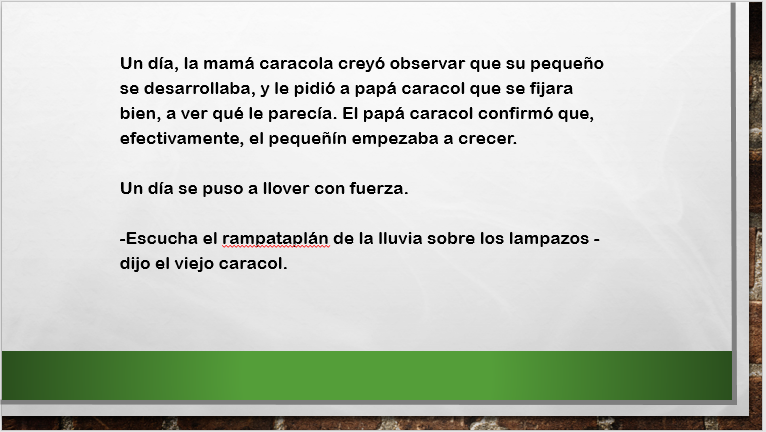 Un día, la mamá caracola creyó observar que su pequeño
se desarrollaba, y le pidió a papá caracol que se fijara
bien, a ver qué le parecía. El papá caracol confirmó que,
efectivamente, el pequeñín empezaba a crecer.
Un día se puso a llover con fuerza.
-Escucha el rampataplán de la lluvia sobre los lampazos -
dijo el viejo caracol.